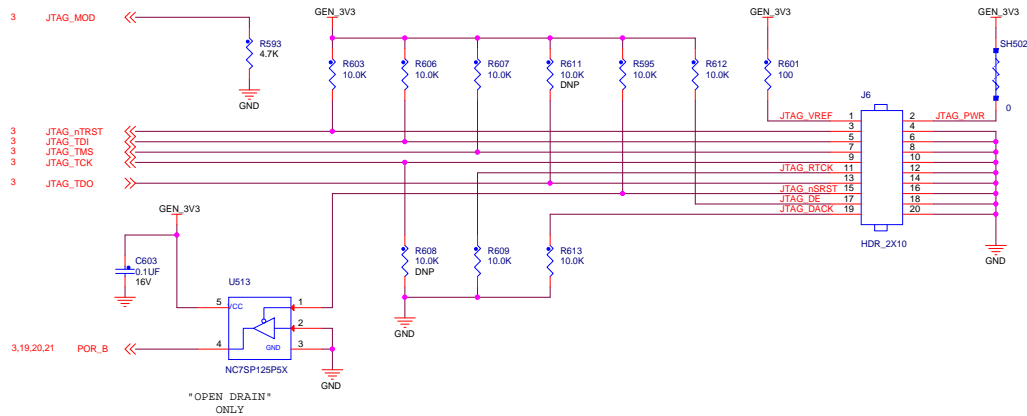 3 JTAG_MOD
GEN_3V3 GEN_3V3 GEN_3V3
R593
4.7K
GND
R603
10.0K
R606
10.0K
R607
10.0K
R611
10.0K
DNP
R595
10.0K
R612
10.0K
R601
100
SH502
0
J6
JTAG_VREF 1 2 JTAG_PWR
3 JTAG_nTRST 3 4
3 JTAG_TDI 5 6
3 JTAG_TMS 7 8
3 JTAG_TCK 9 10
JTAG_RTCK 11 12
3 JTAG_TDO 13 14
JTAG_nSRST 15 16
JTAG_DE 17 18
JTAG_DACK 19 20
HDR_2X10
GND
GEN_3V3
C603
0.1UF
16V
R608
10.0K
DNP
R609
10.0K
R613
10.0K
GND
U513
5 VCC 1
2
3,19,20,21 POR_B 4 GND 3
NC7SP125P5X
GND
"OPEN DRAIN"
ONLY